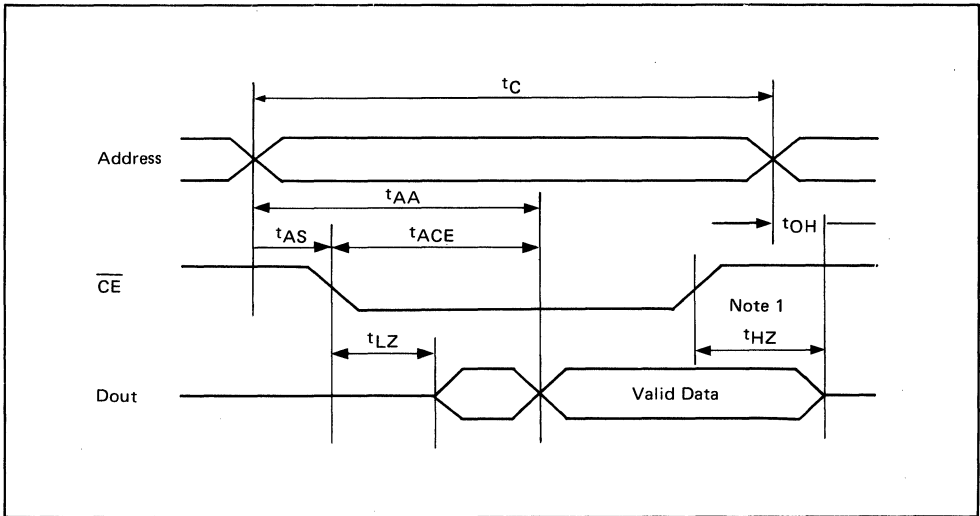 tC
Address
tAA
tOH
tAS
tACE
CE
Note 1
tLZ
tHZ
Dout
Valid Data